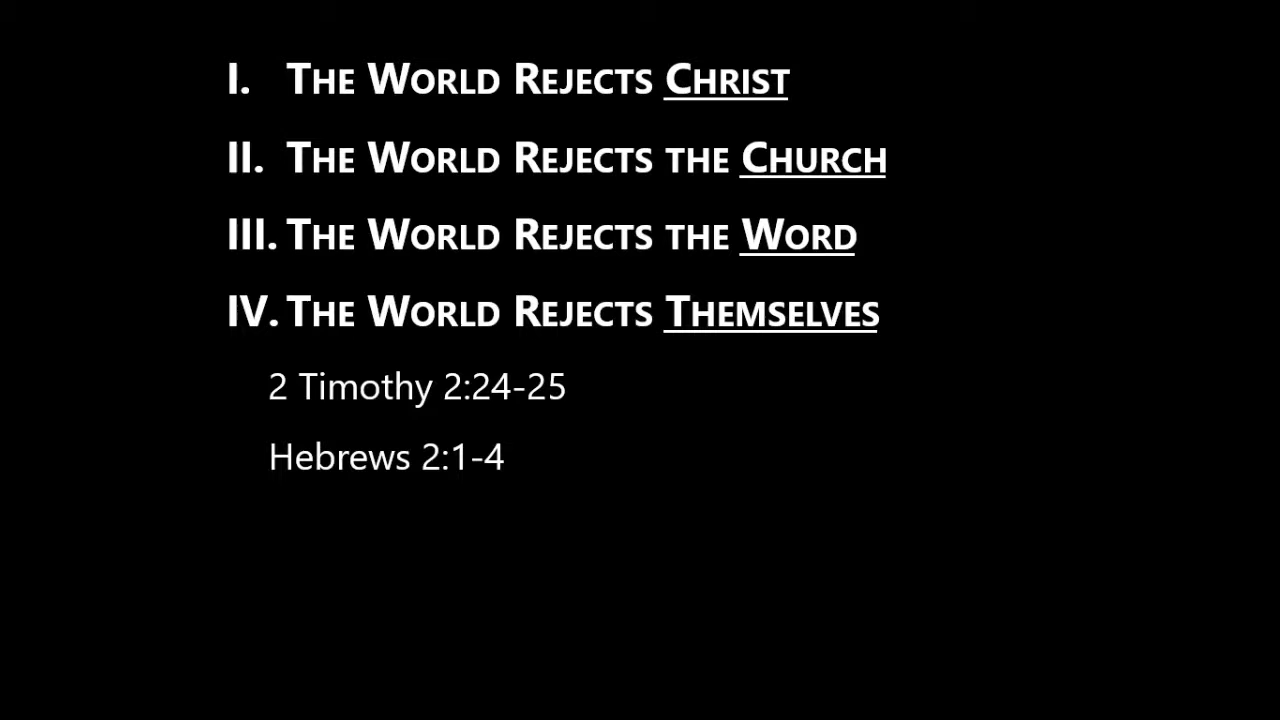 I. The World Rejects Christ
II. The World Rejects the Church
III. The World Rejects the Word
IV. The World Rejects Themselves
2 Timothy 2:24-25
Hebrews 2:1-4